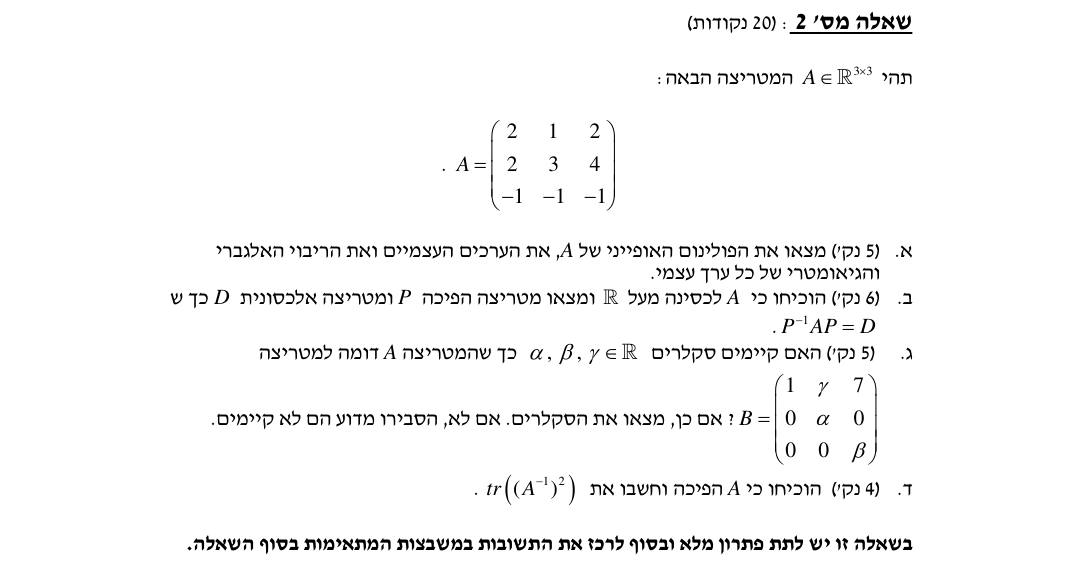 שאלה מס׳ 2 : (20 נקודות)
תהי A ∈ ℝ³ˣ³ המטריצה הבאה :
. A = ( 2 1 2
2 3 4
−1 −1 −1 )
א. (5 נק׳) מצאו את הפולינום האופייני של A, את הערכים העצמיים ואת הריבוי האלגברי
והגיאומטרי של כל ערך עצמי.
ב. (6 נק׳) הוכיחו כי A לכסינה מעל ℝ ומצאו מטריצה הפיכה P ומטריצה אלכסונית D כך ש
. P⁻¹AP = D
ג. (5 נק׳) האם קיימים סקלרים α, β, γ ∈ ℝ כך שהמטריצה A דומה למטריצה
B = ( 1 γ 7
0 α 0
0 0 β ) ? אם כן, מצאו את הסקלרים. אם לא, הסבירו מדוע הם לא קיימים.
ד. (4 נק׳) הוכיחו כי A הפיכה וחשבו את tr((A⁻¹)²) .
בשאלה זו יש לתת פתרון מלא ובסוף לרכז את התשובות במשבצות המתאימות בסוף השאלה.